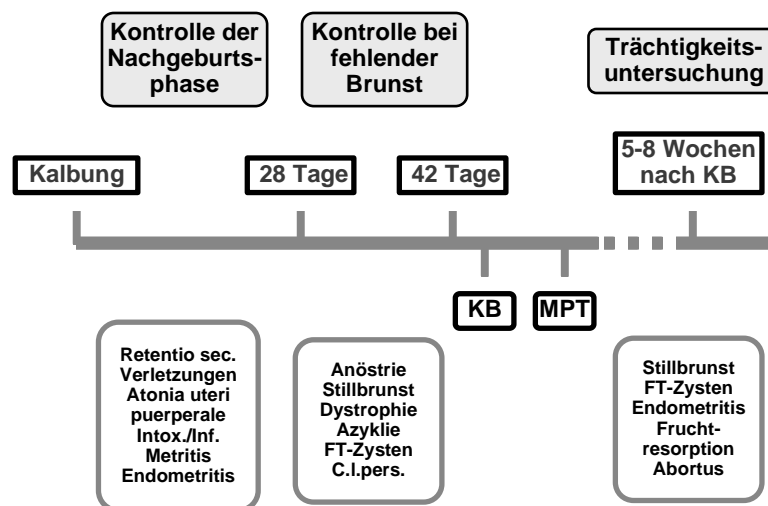 Kontrolle der
Nachgeburts-
phase
Kontrolle bei
fehlender
Brunst
Trächtigkeits-
untersuchung
Kalbung
28 Tage
42 Tage
5-8 Wochen
nach KB
KB
MPT
Retentio sec.
Verletzungen
Atonia uteri
puerperale
Intox./Inf.
Metritis
Endometritis
Anöstrie
Stillbrunst
Dystrophie
Azyklie
FT-Zysten
C.l.pers.
Stillbrunst
FT-Zysten
Endometritis
Frucht-
resorption
Abortus